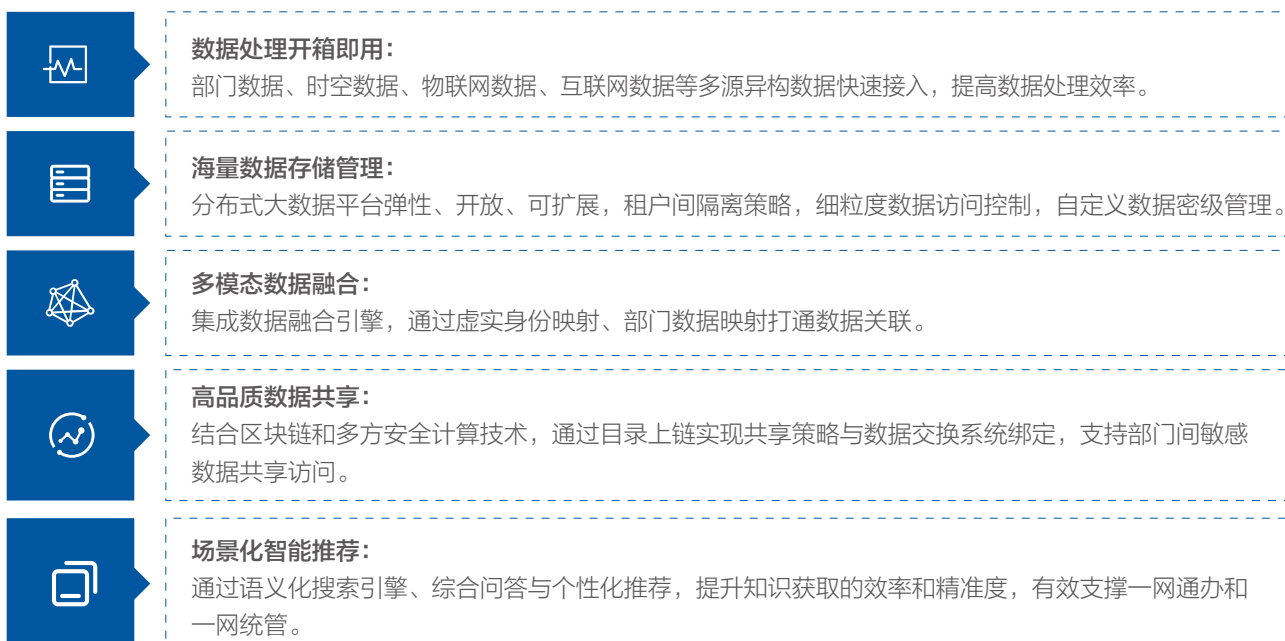 数据处理开箱即用：
部门数据、时空数据、物联网数据、互联网数据等多源异构数据快速接入，提高数据处理效率。
海量数据存储管理：
分布式大数据平台弹性、开放、可扩展，租户间隔离策略，细粒度数据访问控制，自定义数据密级管理。
多模态数据融合：
集成数据融合引擎，通过虚实身份映射、部门数据映射打通数据关联。
高品质数据共享：
结合区块链和多方安全计算技术，通过目录上链实现共享策略与数据交换系统绑定，支持部门间敏感
数据共享访问。
场景化智能推荐：
通过语义化搜索引擎、综合问答与个性化推荐，提升知识获取的效率和精准度，有效支撑一网通办和
一网统管。